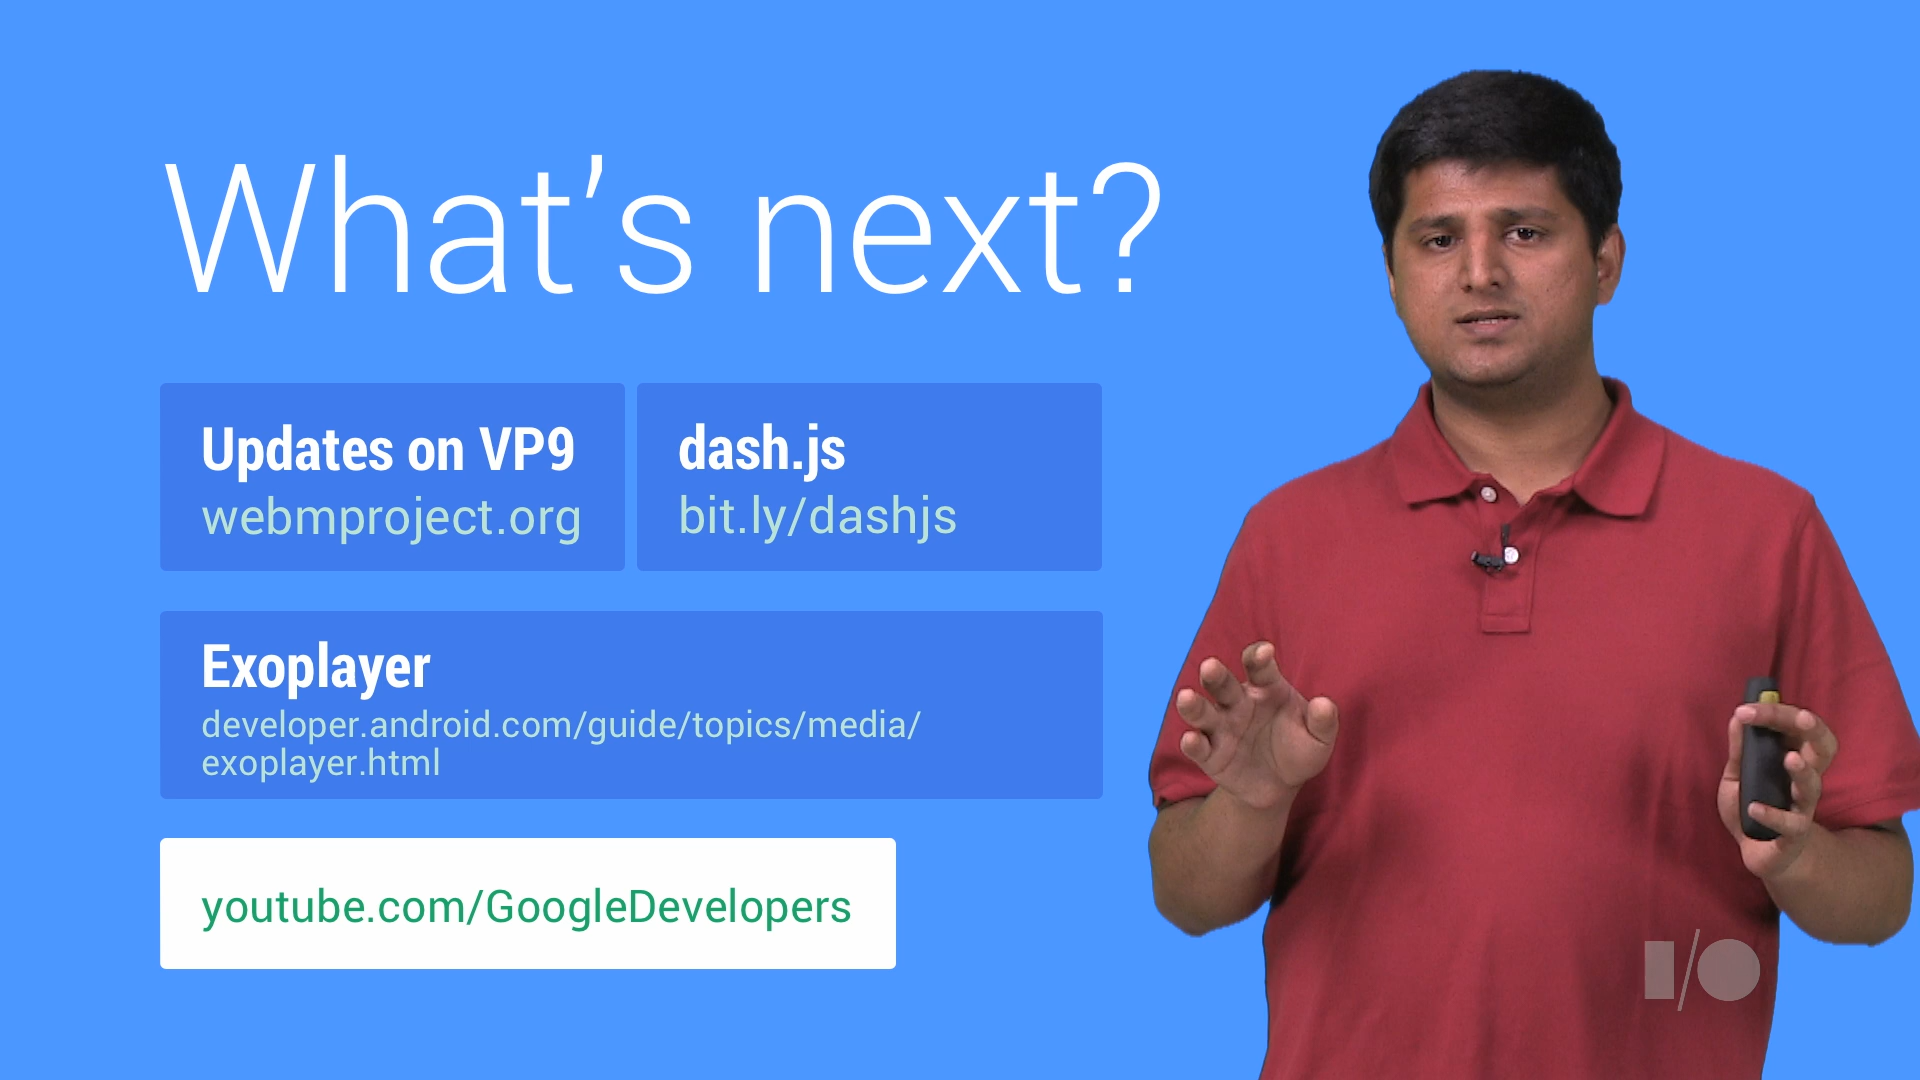 What's next?
Updates on VP9
webmproject.org
dash.js
bit.ly/dashjs
Exoplayer
developer.android.com/guide/topics/media/
exoplayer.html
youtube.com/GoogleDevelopers
I/O